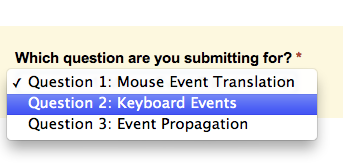 Which question are you submitting for? *
✓ Question 1: Mouse Event Translation
Question 2: Keyboard Events
Question 3: Event Propagation